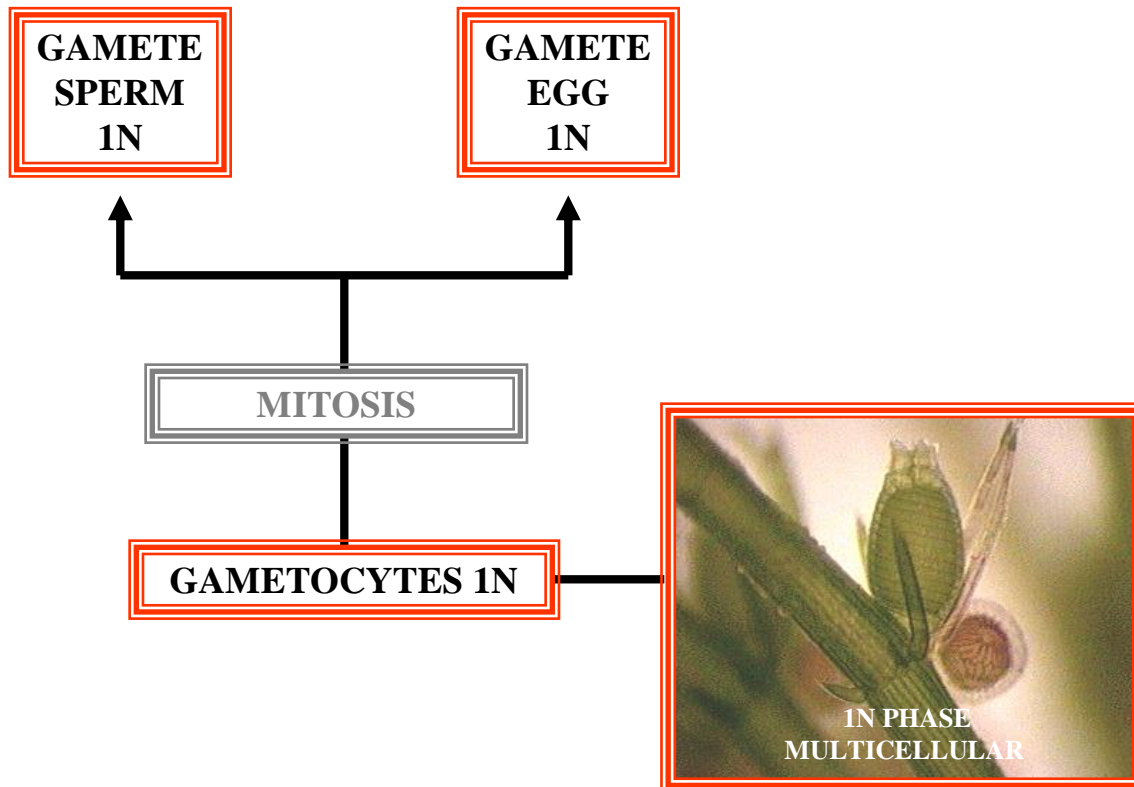 GAMETE
SPERM
1N
GAMETE
EGG
1N
MITOSIS
GAMETOCYTES 1N
1N PHASE
MULTICELLULAR